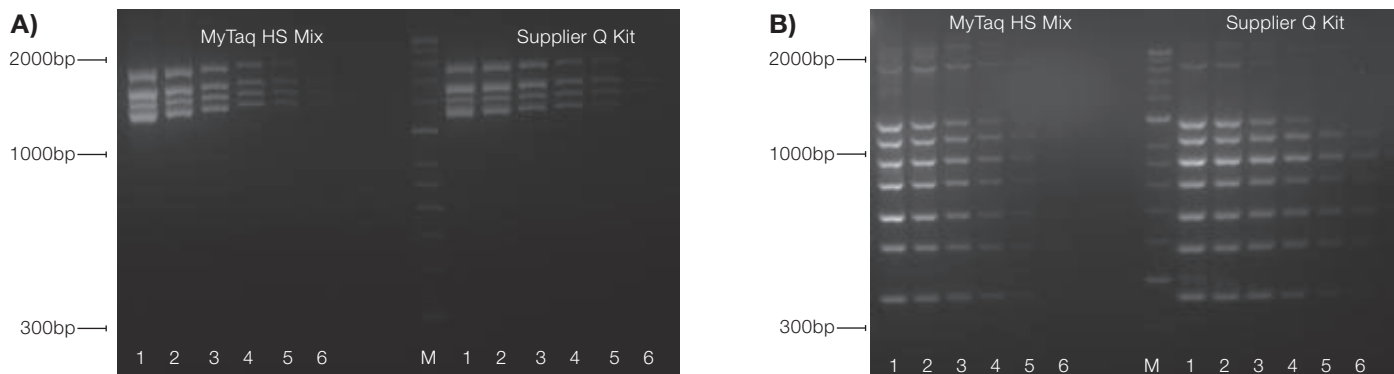 A)
MyTaq HS Mix
Supplier Q Kit
2000bp
1000bp
300bp
1 2 3 4 5 6 M 1 2 3 4 5 6
B)
MyTaq HS Mix
Supplier Q Kit
2000bp
1000bp
300bp
1 2 3 4 5 6 M 1 2 3 4 5 6